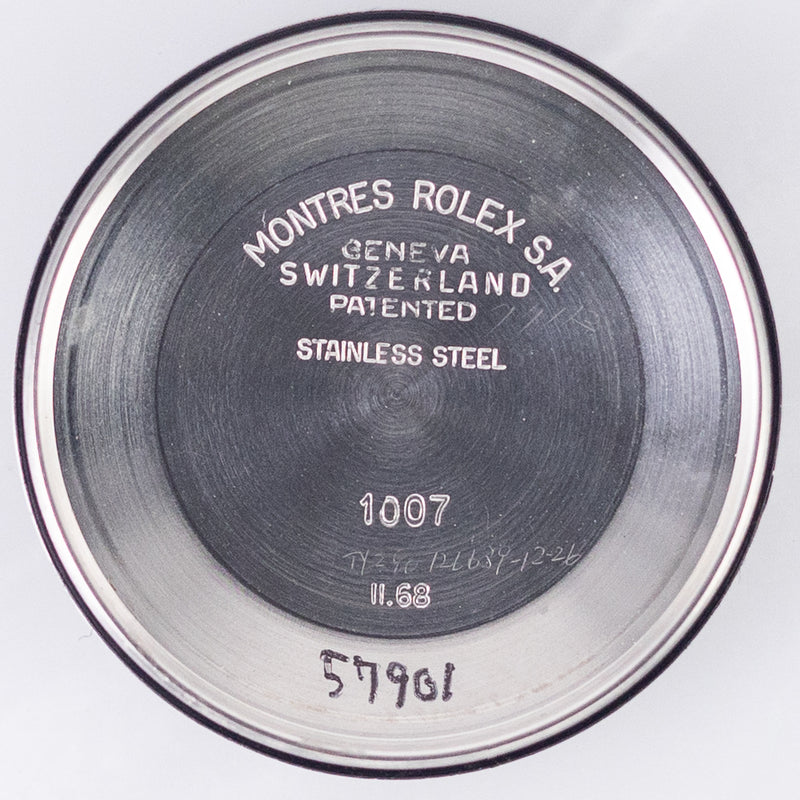 MONTRES ROLEX S.A.
GENEVA
SWITZERLAND
PATENTED
STAINLESS STEEL
1007
II.68
57901